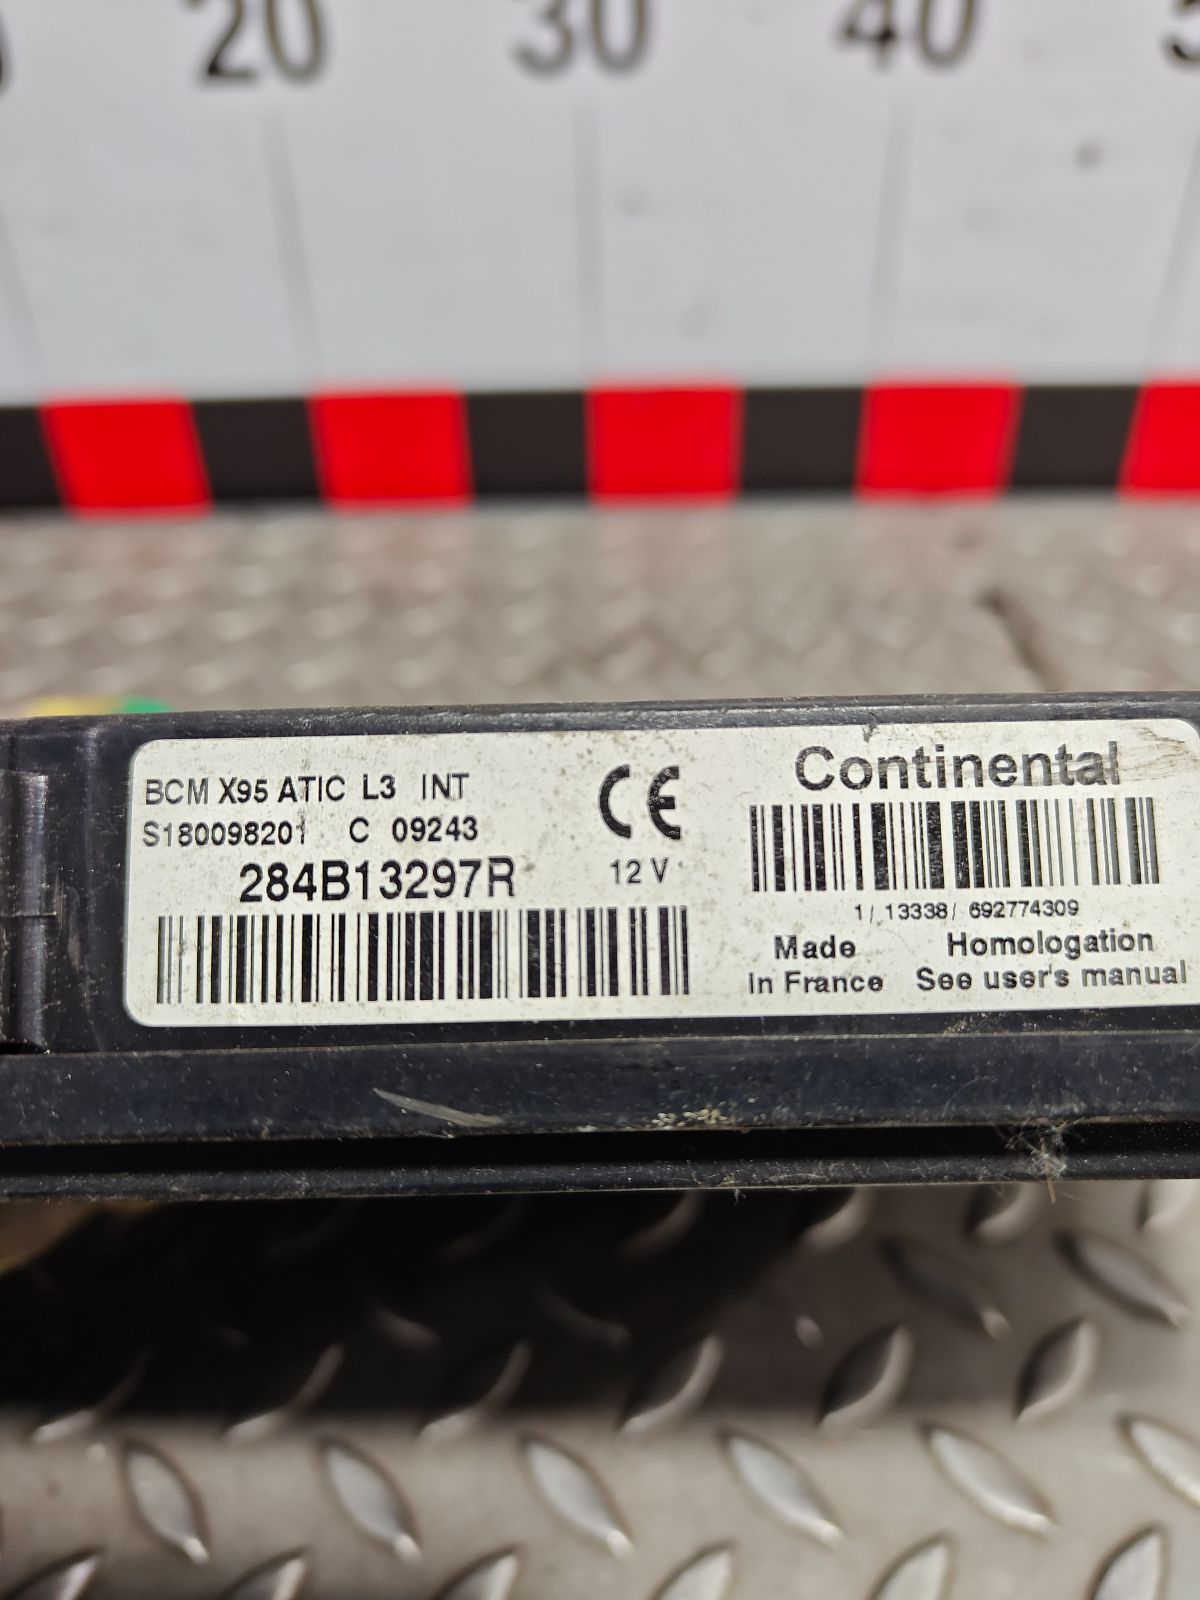 20 30 40
BCM X95 ATIC L3 INT
S180098201 C 09243
284B13297R
CE
12 V
Continental
1/ 13338/ 692774309
Made
In France
Homologation
See user's manual